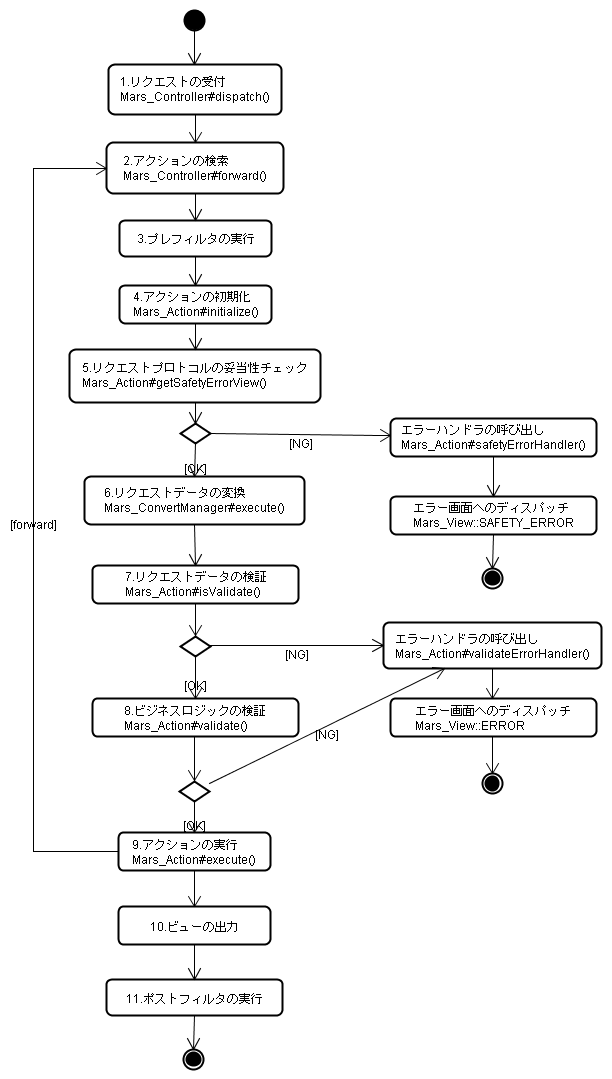 1.リクエストの受付
Mars_Controller#dispatch()
2.アクションの検索
Mars_Controller#forward()
3.プレフィルタの実行
4.アクションの初期化
Mars_Action#initialize()
5.リクエストプロトコルの妥当性チェック
Mars_Action#getSafetyErrorView()
[NG]
エラーハンドラの呼び出し
Mars_Action#safetyErrorHandler()
[OK]
エラー画面へのディスパッチ
Mars_View::SAFETY_ERROR
6.リクエストデータの変換
Mars_ConvertManager#execute()
[forward]
7.リクエストデータの検証
Mars_Action#isValidate()
[NG]
エラーハンドラの呼び出し
Mars_Action#validateErrorHandler()
[OK]
8.ビジネスロジックの検証
Mars_Action#validate()
エラー画面へのディスパッチ
Mars_View::ERROR
[NG]
[OK]
9.アクションの実行
Mars_Action#execute()
10.ビューの出力
11.ポストフィルタの実行